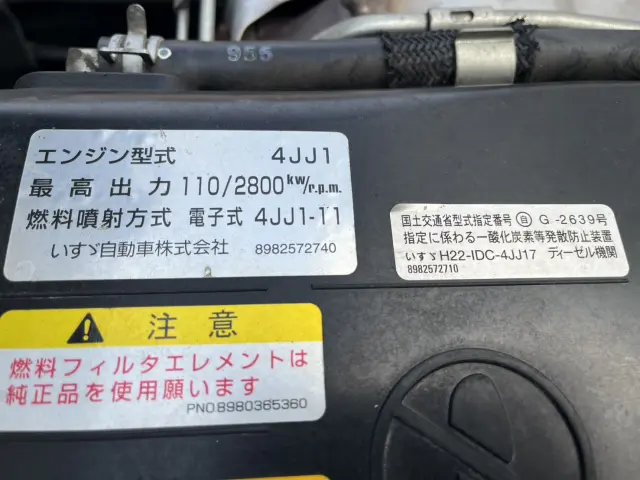 956
エンジン型式 4JJ1
最高出力 110/2800kW/r.p.m.
燃料噴射方式 電子式 4JJ1-T1
いすゞ自動車株式会社 8982572740
国土交通省型式指定番号 自 G-2639号
指定に係わる一酸化炭素等発散防止装置
いすゞH22-IDC-4JJ17 ディーゼル機関
8982572710
! 注意
燃料フィルタエレメントは
純正品を使用願います
PNO8980365360